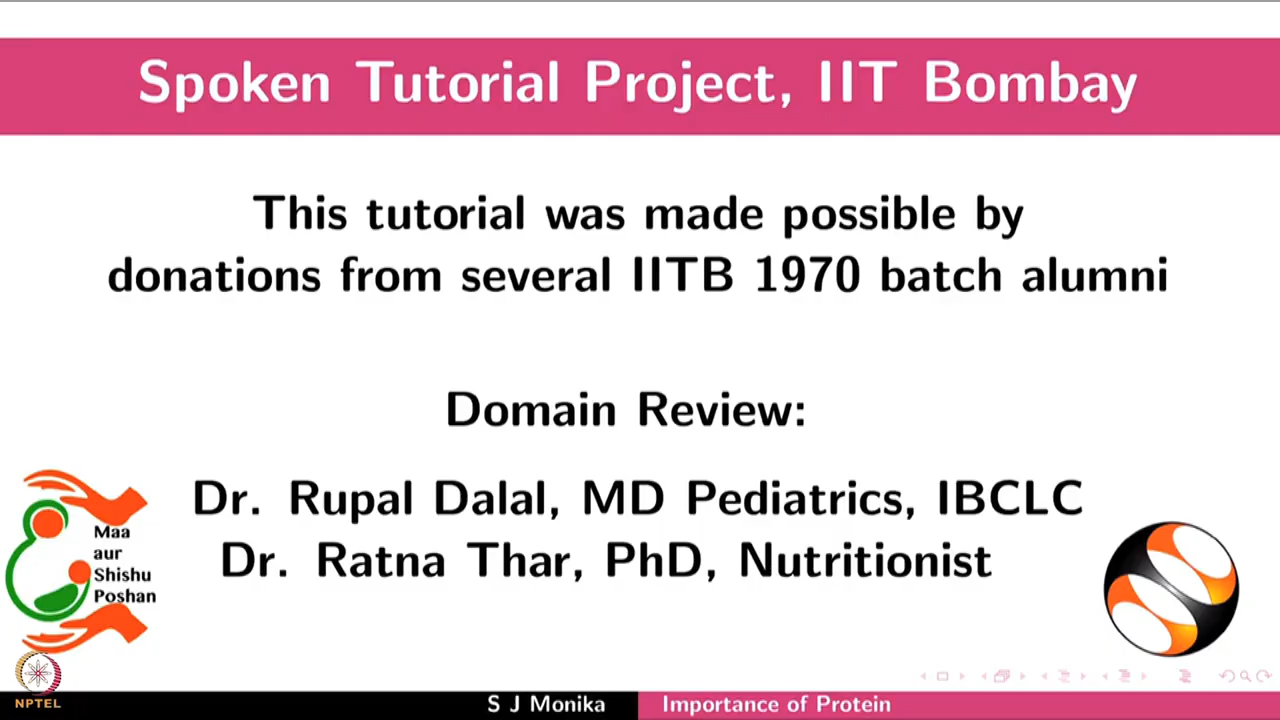 Spoken Tutorial Project, IIT Bombay
This tutorial was made possible by
donations from several IITB 1970 batch alumni
Domain Review:
Dr. Rupal Dalal, MD Pediatrics, IBCLC
Dr. Ratna Thar, PhD, Nutritionist
Maa
aur
Shishu
Poshan
NPTEL
S J Monika
Importance of Protein